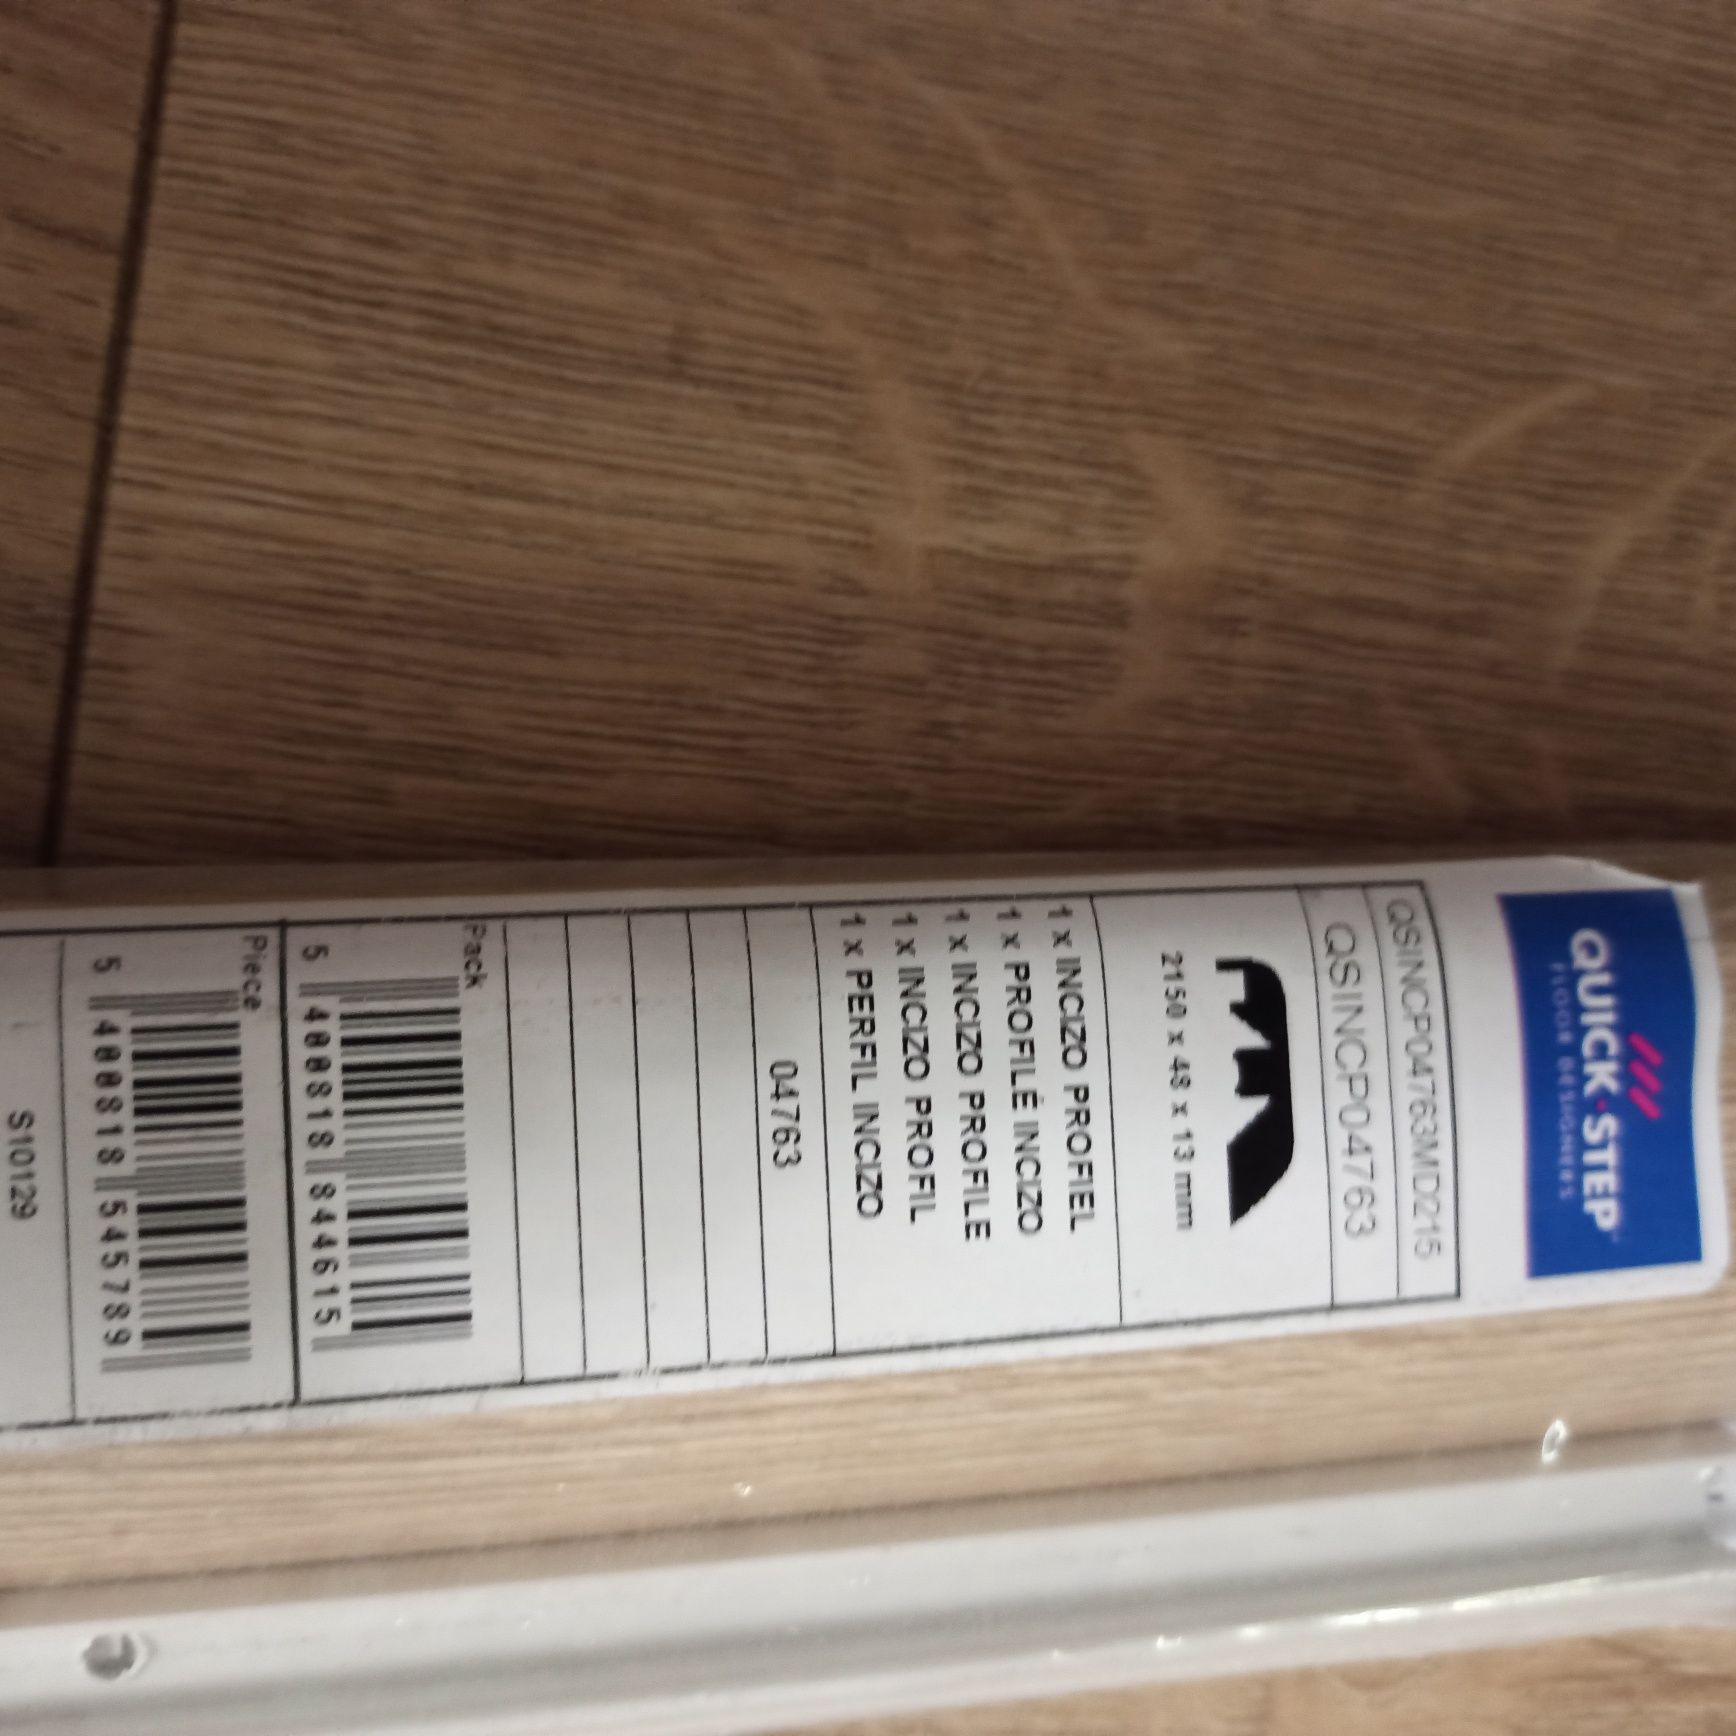 QUICK·STEP
FLOOR DESIGNERS
QSINCP04763MD215
QSINCP04763
2150 x 48 x 13 mm
1 x INCIZO PROFIEL
1 x PROFILÉ INCIZO
1 x INCIZO PROFILE
1 x INCIZO PROFIL
1 x PERFIL INCIZO
04763
Pack
5 400818 844615
Piece
5 400818 545789
S10129